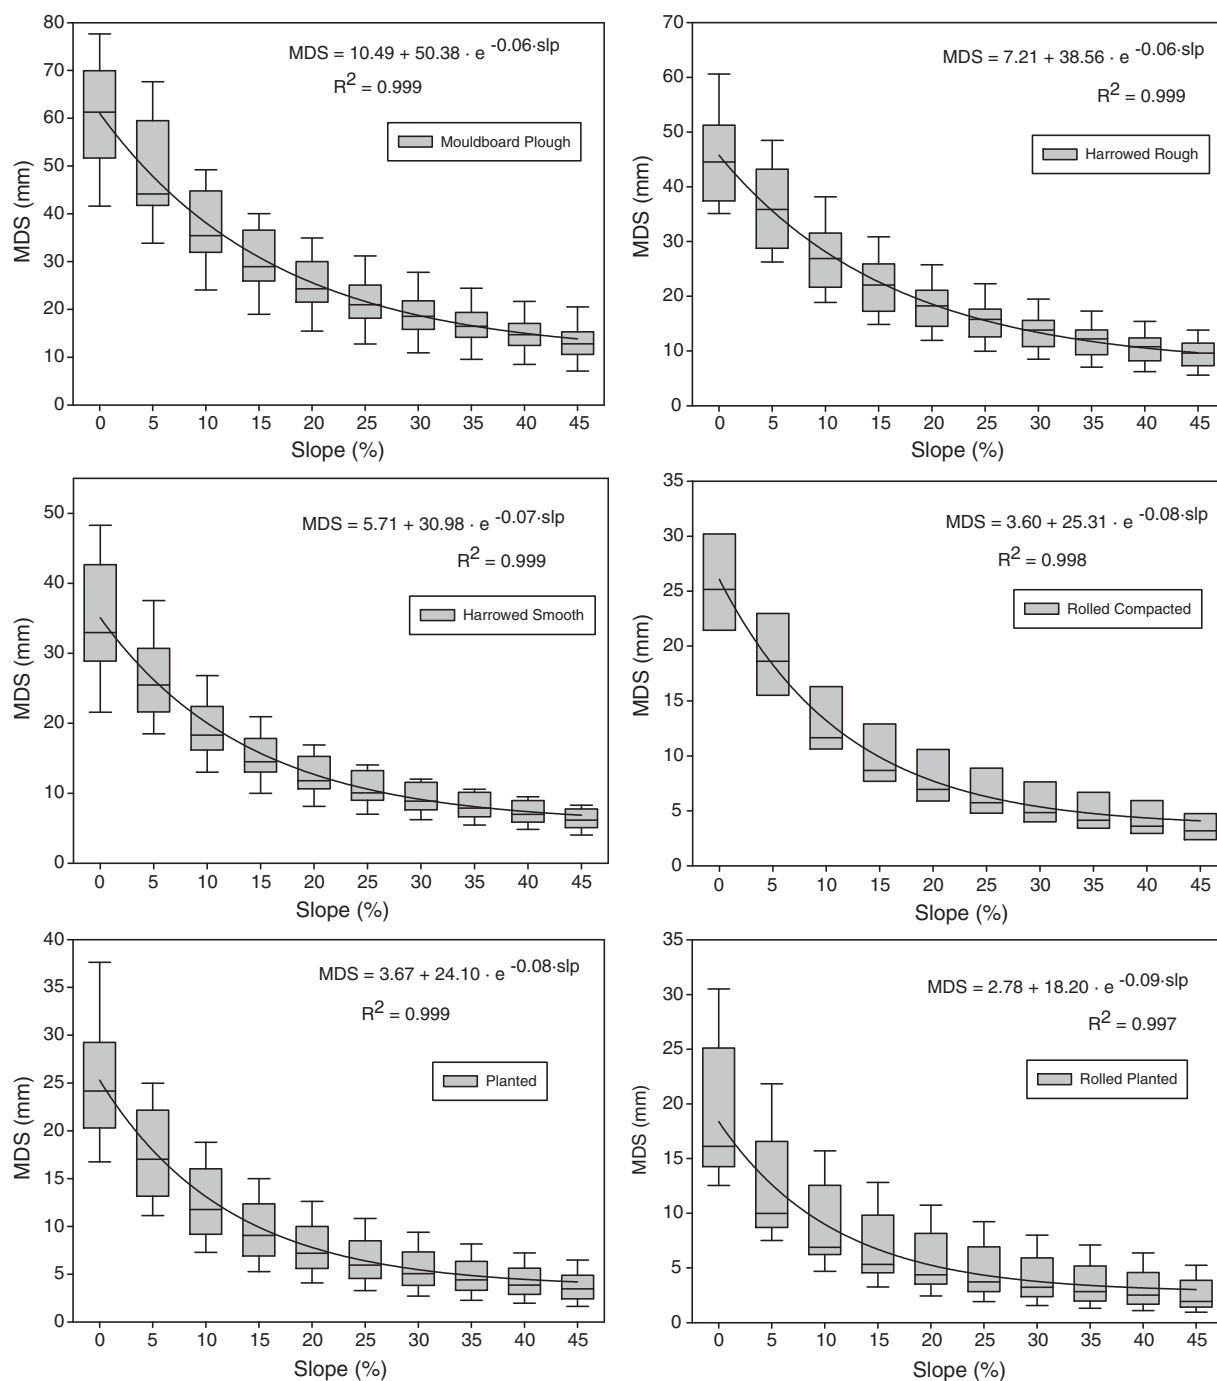 80
70
60
50
40
30
20
10
0
MDS (mm)
MDS = 10.49 + 50.38 · e -0.06·slp
R2 = 0.999
Mouldboard Plough
0 5 10 15 20 25 30 35 40 45
Slope (%)
70
60
50
40
30
20
10
0
MDS (mm)
MDS = 7.21 + 38.56 · e -0.06·slp
R2 = 0.999
Harrowed Rough
0 5 10 15 20 25 30 35 40 45
Slope (%)
50
40
30
20
10
0
MDS (mm)
MDS = 5.71 + 30.98 · e -0.07·slp
R2 = 0.999
Harrowed Smooth
0 5 10 15 20 25 30 35 40 45
Slope (%)
35
30
25
20
15
10
5
0
MDS (mm)
MDS = 3.60 + 25.31 · e -0.08·slp
R2 = 0.998
Rolled Compacted
0 5 10 15 20 25 30 35 40 45
Slope (%)
40
35
30
25
20
15
10
5
0
MDS (mm)
MDS = 3.67 + 24.10 · e -0.08·slp
R2 = 0.999
Planted
0 5 10 15 20 25 30 35 40 45
Slope (%)
35
30
25
20
15
10
5
0
MDS (mm)
MDS = 2.78 + 18.20 · e -0.09·slp
R2 = 0.997
Rolled Planted
0 5 10 15 20 25 30 35 40 45
Slope (%)